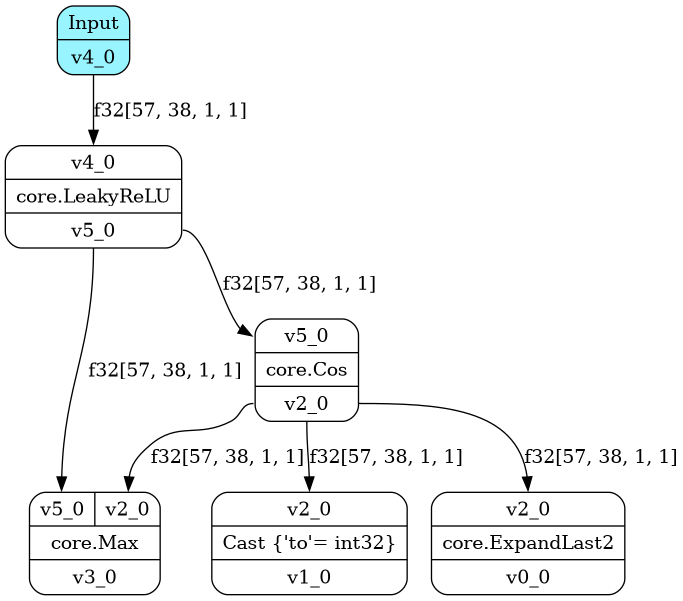 Input
v4_0
f32[57, 38, 1, 1]
v4_0
core.LeakyReLU
v5_0
f32[57, 38, 1, 1]
v5_0
core.Cos
v2_0
f32[57, 38, 1, 1]
f32[57, 38, 1, 1]
f32[57, 38, 1, 1]
f32[57, 38, 1, 1]
v5_0 v2_0
core.Max
v3_0
v2_0
Cast {'to'= int32}
v1_0
v2_0
core.ExpandLast2
v0_0